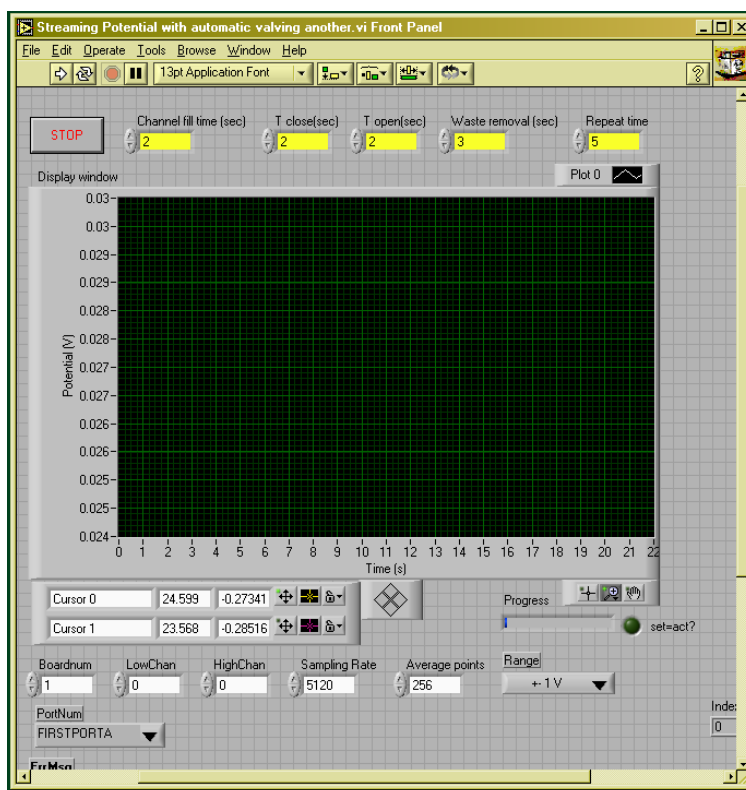 Streaming Potential with automatic valving another.vi Front Panel
File Edit Operate Tools Browse Window Help
13pt Application Font
STOP
Channel fill time (sec) T close(sec) T open(sec) Waste removal (sec) Repeat time
2 2 2 3 5
Display window
Plot 0
0.03
0.03
0.029
0.029
0.028
0.028
0.027
0.027
0.026
0.026
0.025
0.025
0.024
Potential (V)
0 1 2 3 4 5 6 7 8 9 10 11 12 13 14 15 16 17 18 19 20 21 22
Time (s)
Cursor 0 24.599 -0.27341
Cursor 1 23.568 -0.28516
Progress
set=act?
Boardnum LowChan HighChan Sampling Rate Average points Range
1 0 0 5120 256 +- 1 V
PortNum
FIRSTPORTA
Index
0
ErrMsg